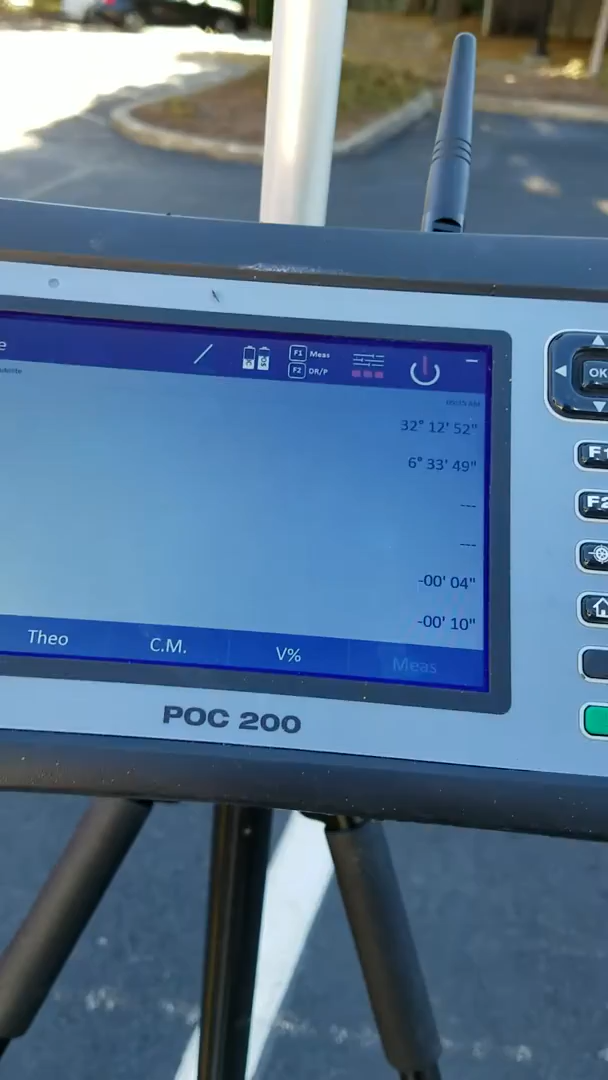 e
F1 Meas
F2 DR/P
32° 12' 52"
6° 33' 49"
---
---
-00' 04"
-00' 10"
Theo C.M. V% Meas
POC 200
OK
F1
F2